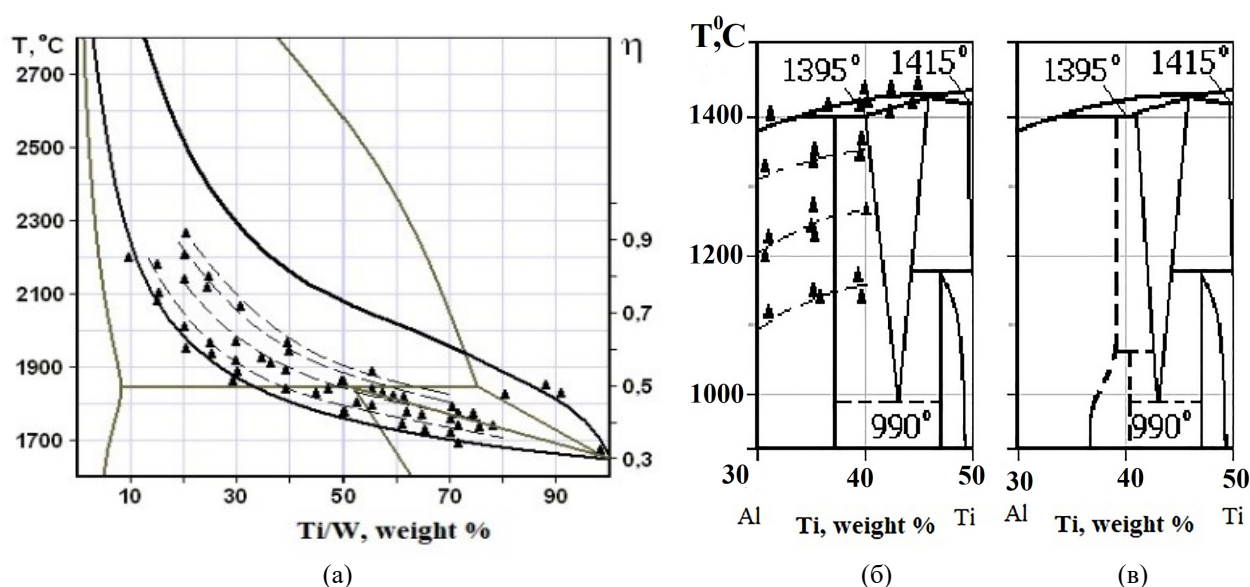 T, °C
η
2700
2500
2300
2100
1900
1700
0,9
0,7
0,5
0,3
10
30
50
70
90
Ti/W, weight %
(a)
T,⁰C
1395°
1415°
1400
1200
1000
990°
30
40
50
Al
Ti, weight %
Ti
(б)
1395°
1415°
990°
30
40
50
Al
Ti, weight %
Ti
(в)